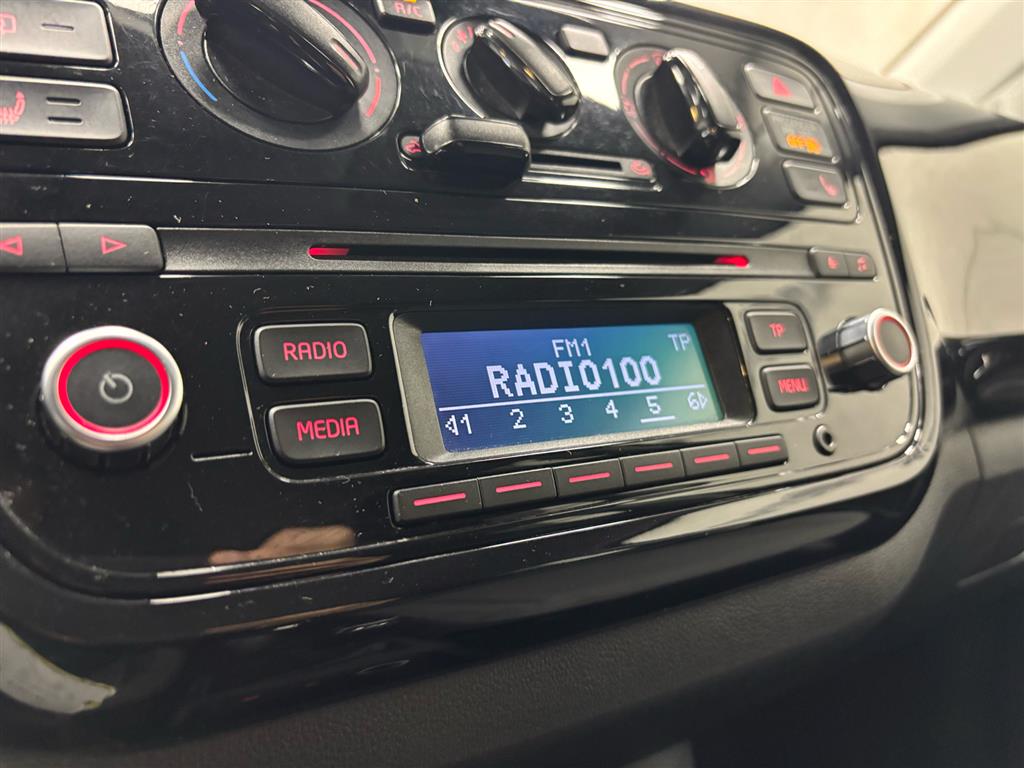 A/C
RADIO
MEDIA
FM1
TP
RADIO100
1 2 3 4 5 6
TP
MENU